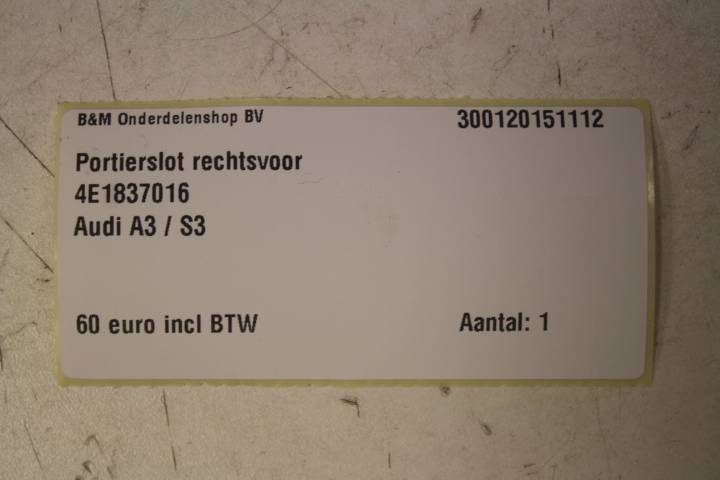 B&M Onderdelenshop BV
300120151112
Portierslot rechtsvoor
4E1837016
Audi A3 / S3
60 euro incl BTW
Aantal: 1